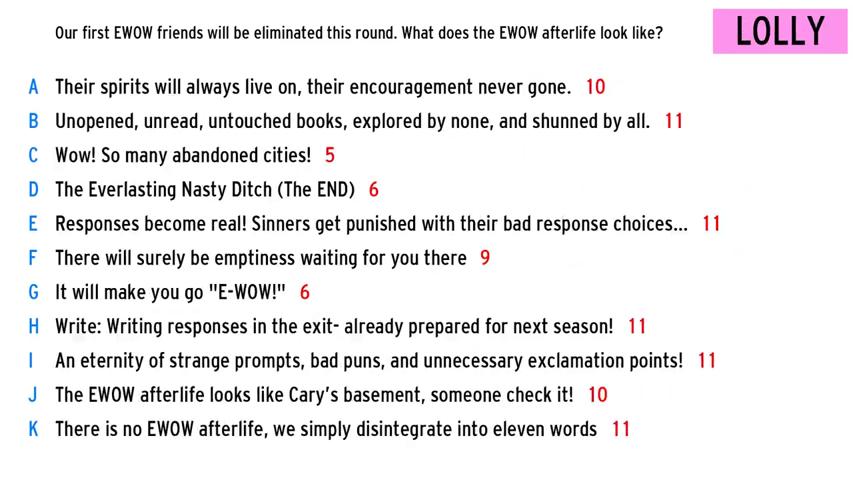 Our first EWOW friends will be eliminated this round. What does the EWOW afterlife look like?
LOLLY
A Their spirits will always live on, their encouragement never gone. 10
B Unopened, unread, untouched books, explored by none, and shunned by all. 11
C Wow! So many abandoned cities! 5
D The Everlasting Nasty Ditch (The END) 6
E Responses become real! Sinners get punished with their bad response choices... 11
F There will surely be emptiness waiting for you there 9
G It will make you go "E-WOW!" 6
H Write: Writing responses in the exit- already prepared for next season! 11
I An eternity of strange prompts, bad puns, and unnecessary exclamation points! 11
J The EWOW afterlife looks like Cary's basement, someone check it! 10
K There is no EWOW afterlife, we simply disintegrate into eleven words 11